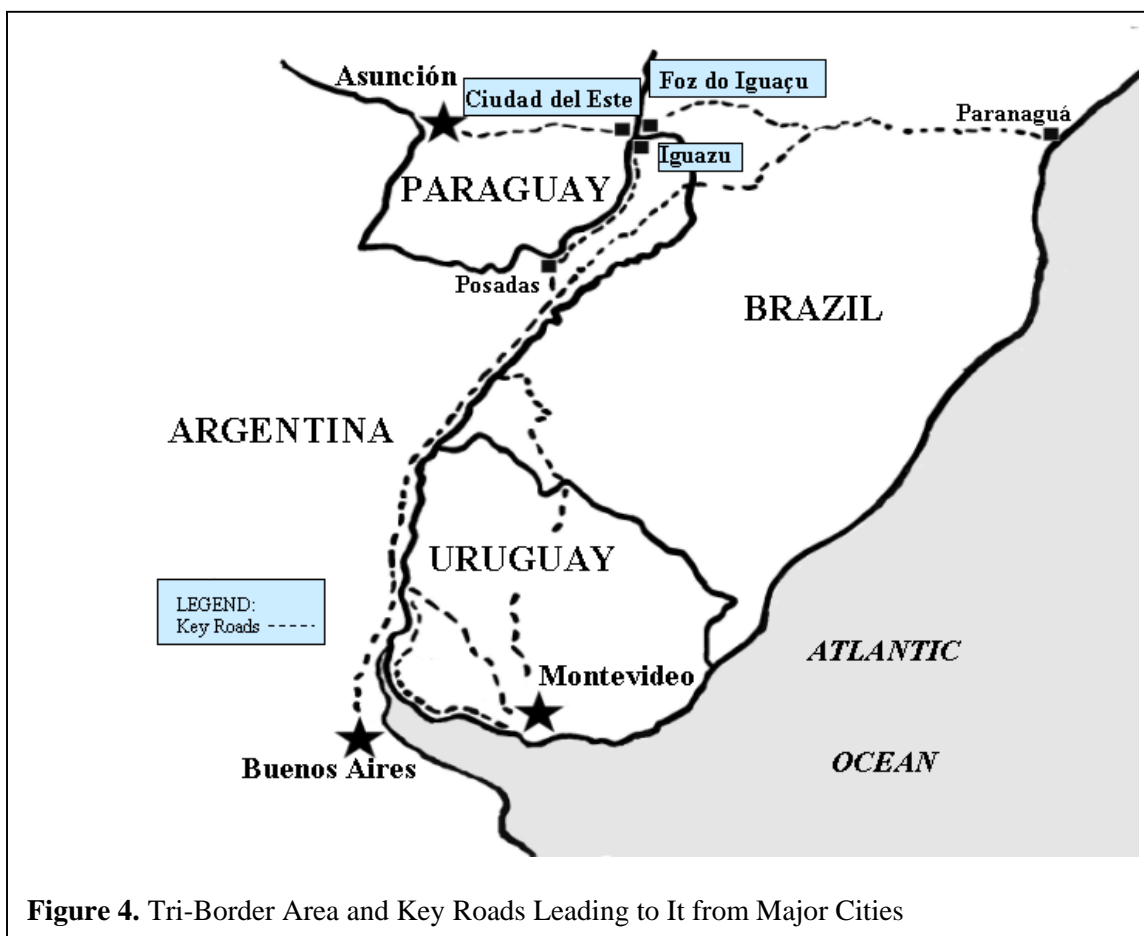 Asunción
Ciudad del Este
Foz do Iguaçu
Paranaguá
Iguazu
PARAGUAY
Posadas
BRAZIL
ARGENTINA
URUGUAY
LEGEND:
Key Roads -----
ATLANTIC
Montevideo
OCEAN
Buenos Aires
Figure 4. Tri-Border Area and Key Roads Leading to It from Major Cities